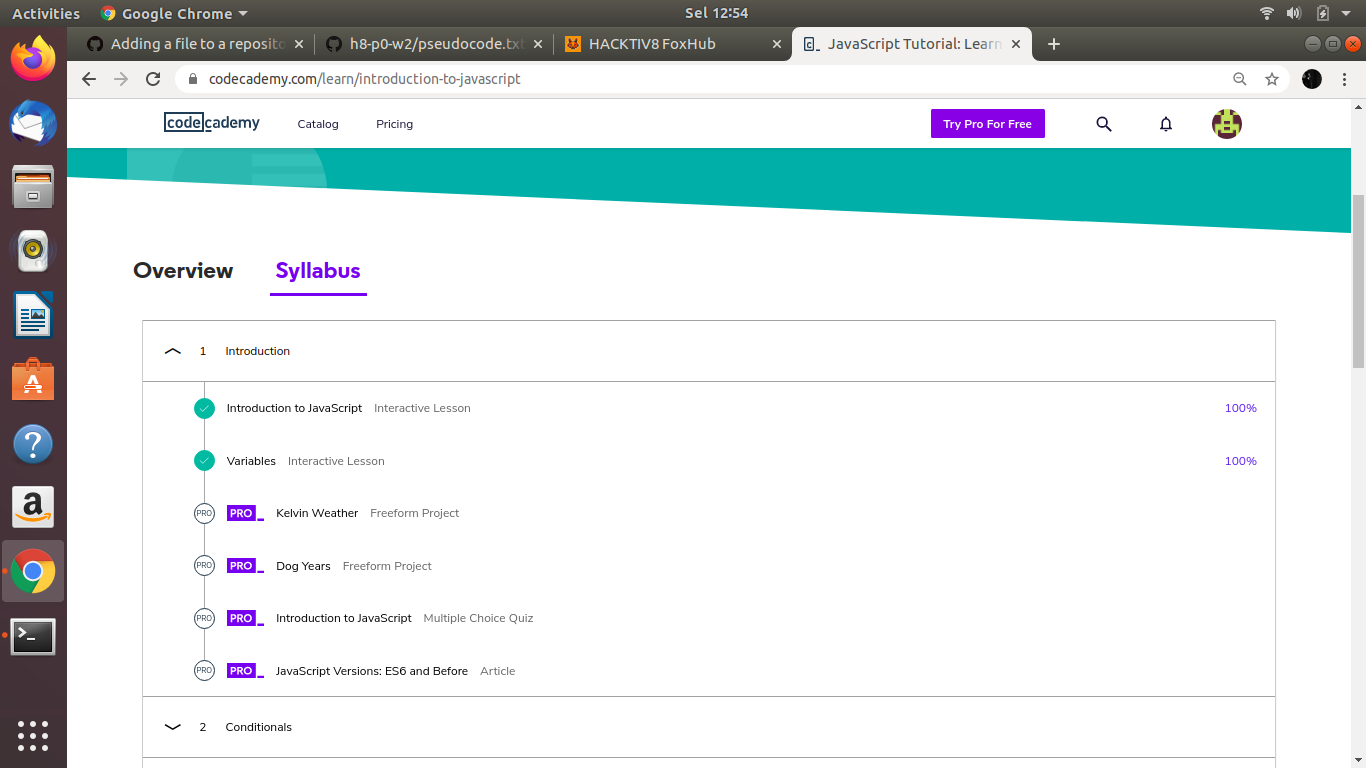 Activities Google Chrome Sel 12:54
Adding a file to a reposito h8-p0-w2/pseudocode.txt HACKTIV8 FoxHub JavaScript Tutorial: Learn
codecademy.com/learn/introduction-to-javascript
codecademy Catalog Pricing Try Pro For Free
Overview Syllabus
1 Introduction
Introduction to JavaScript Interactive Lesson 100%
Variables Interactive Lesson 100%
PRO PRO Kelvin Weather Freeform Project
PRO PRO Dog Years Freeform Project
PRO PRO Introduction to JavaScript Multiple Choice Quiz
PRO PRO JavaScript Versions: ES6 and Before Article
2 Conditionals